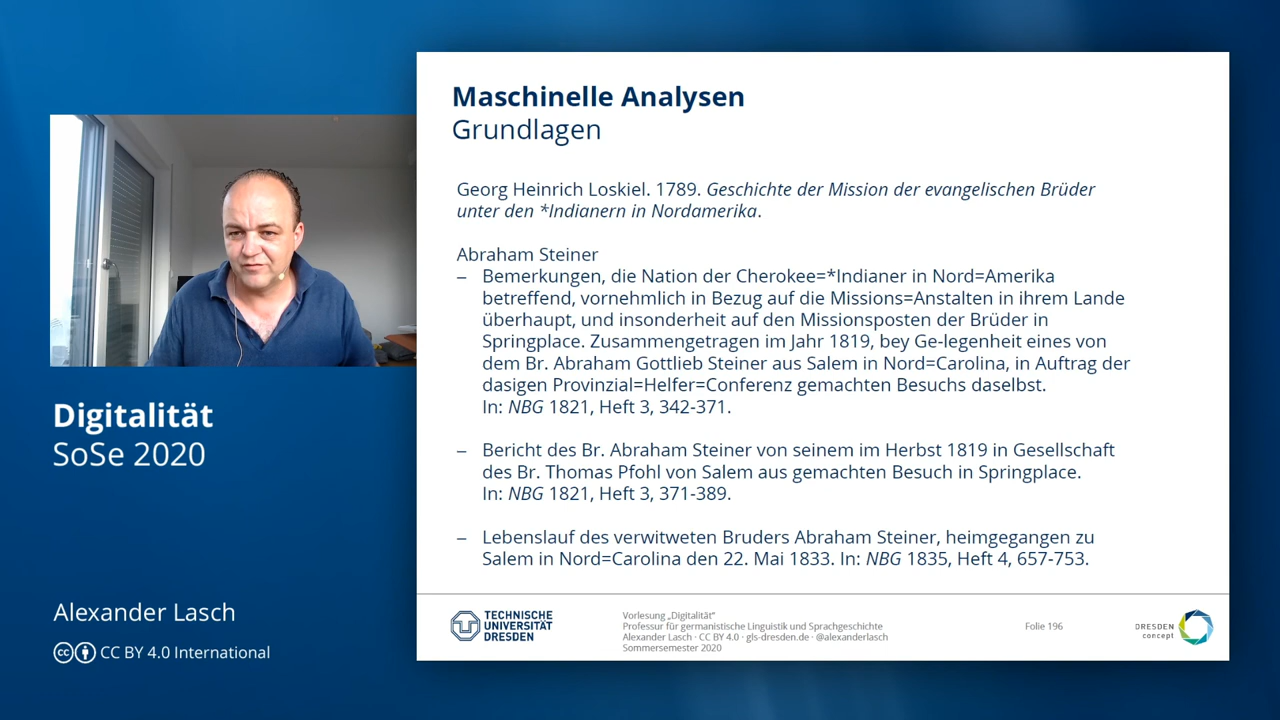 Maschinelle Analysen
Grundlagen
Georg Heinrich Loskiel. 1789. Geschichte der Mission der evangelischen Brüder
unter den *Indianern in Nordamerika.
Abraham Steiner
– Bemerkungen, die Nation der Cherokee=*Indianer in Nord=Amerika
betreffend, vornehmlich in Bezug auf die Missions=Anstalten in ihrem Lande
überhaupt, und insonderheit auf den Missionsposten der Brüder in
Springplace. Zusammengetragen im Jahr 1819, bey Ge-legenheit eines von
dem Br. Abraham Gottlieb Steiner aus Salem in Nord=Carolina, in Auftrag der
dasigen Provinzial=Helfer=Conferenz gemachten Besuchs daselbst.
In: NBG 1821, Heft 3, 342-371.
– Bericht des Br. Abraham Steiner von seinem im Herbst 1819 in Gesellschaft
des Br. Thomas Pfohl von Salem aus gemachten Besuch in Springplace.
In: NBG 1821, Heft 3, 371-389.
– Lebenslauf des verwitweten Bruders Abraham Steiner, heimgegangen zu
Salem in Nord=Carolina den 22. Mai 1833. In: NBG 1835, Heft 4, 657-753.
Digitalität
SoSe 2020
Alexander Lasch
CC BY 4.0 International
TECHNISCHE
UNIVERSITÄT
DRESDEN
Vorlesung „Digitalität“
Professur für germanistische Linguistik und Sprachgeschichte
Alexander Lasch · CC BY 4.0 · gls-dresden.de · @alexanderlasch
Sommersemester 2020
Folie 196
DRESDEN
concept